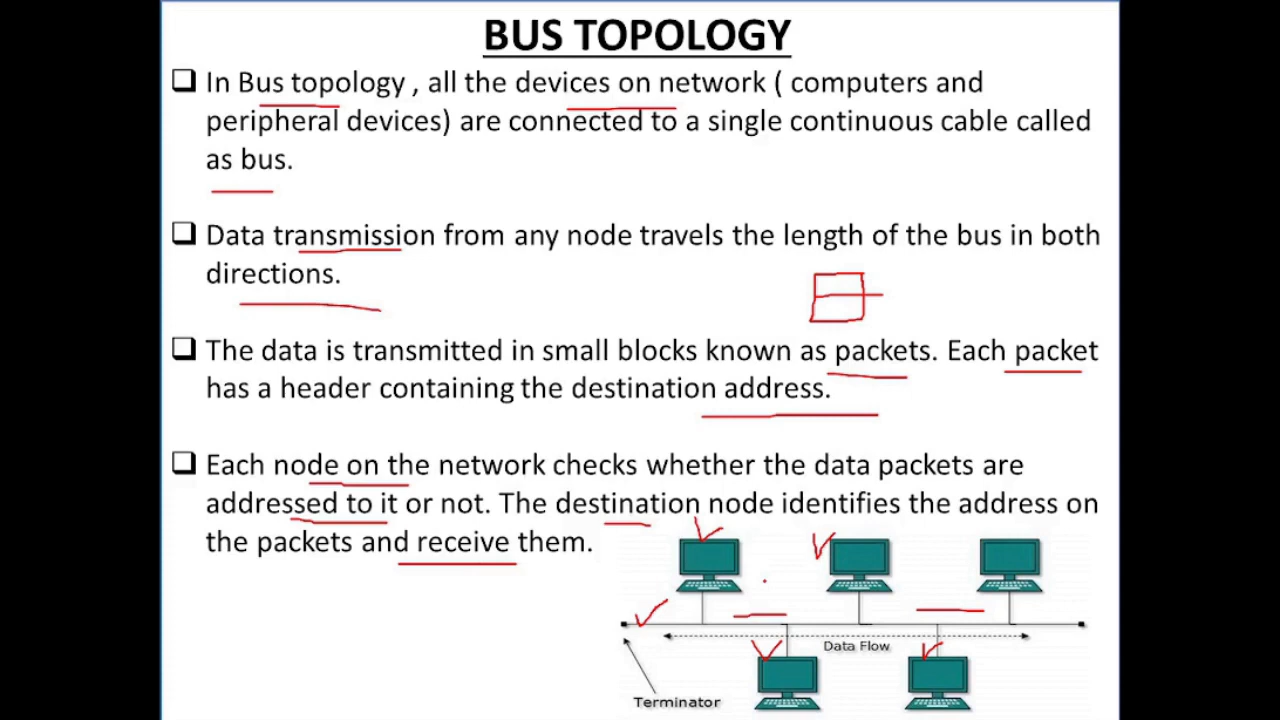 BUS TOPOLOGY
❑ In Bus topology , all the devices on network ( computers and
peripheral devices) are connected to a single continuous cable called
as bus.
❑ Data transmission from any node travels the length of the bus in both
directions.
❑ The data is transmitted in small blocks known as packets. Each packet
has a header containing the destination address.
❑ Each node on the network checks whether the data packets are
addressed to it or not. The destination node identifies the address on
the packets and receive them.
Data Flow
Terminator